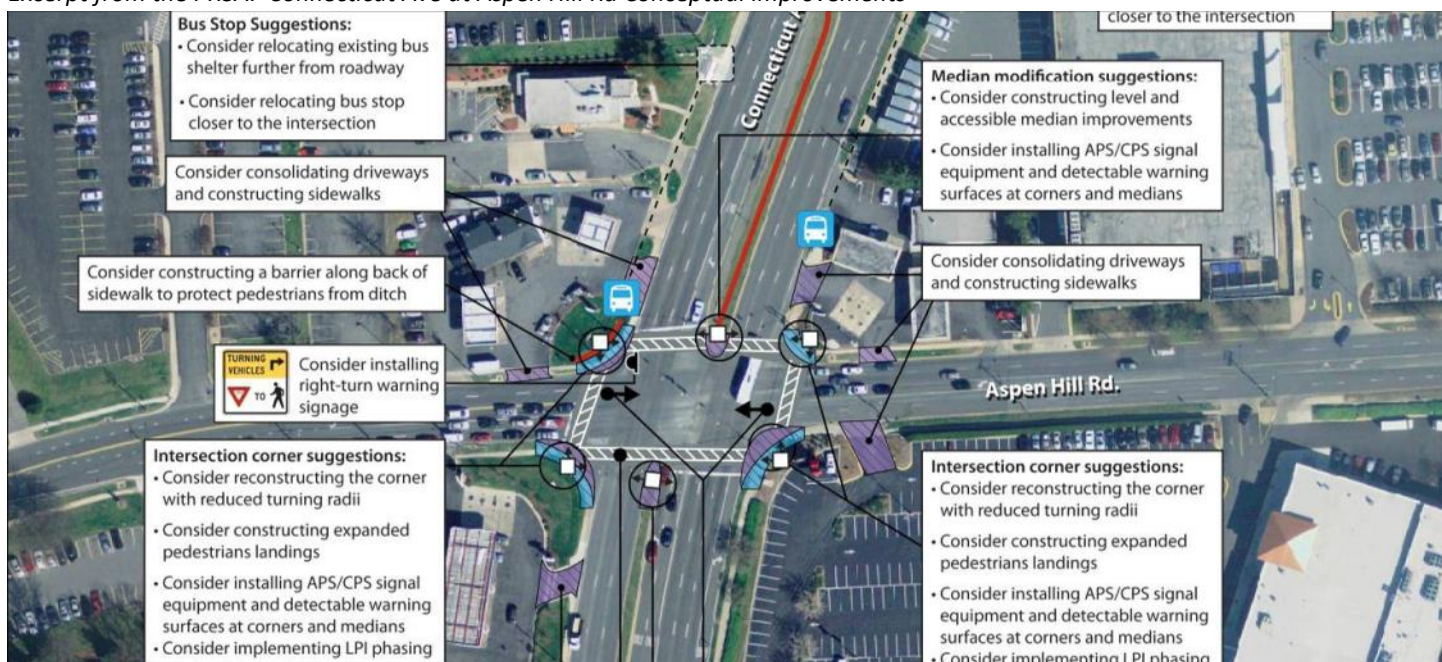 Bus Stop Suggestions:
• Consider relocating existing bus
shelter further from roadway
• Consider relocating bus stop
closer to the intersection
closer to the intersection
Connecticut
Median modification suggestions:
• Consider constructing level and
accessible median improvements
• Consider installing APS/CPS signal
equipment and detectable warning
surfaces at corners and medians
Consider consolidating driveways
and constructing sidewalks
Consider constructing a barrier along back of
sidewalk to protect pedestrians from ditch
Consider consolidating driveways
and constructing sidewalks
TURNING
VEHICLES
TO
Consider installing
right-turn warning
signage
Aspen Hill Rd.
Intersection corner suggestions:
• Consider reconstructing the corner
with reduced turning radii
• Consider constructing expanded
pedestrians landings
• Consider installing APS/CPS signal
equipment and detectable warning
surfaces at corners and medians
• Consider implementing LPI phasing
Intersection corner suggestions:
• Consider reconstructing the corner
with reduced turning radii
• Consider constructing expanded
pedestrians landings
• Consider installing APS/CPS signal
equipment and detectable warning
surfaces at corners and medians
• Consider implementing LPI phasing